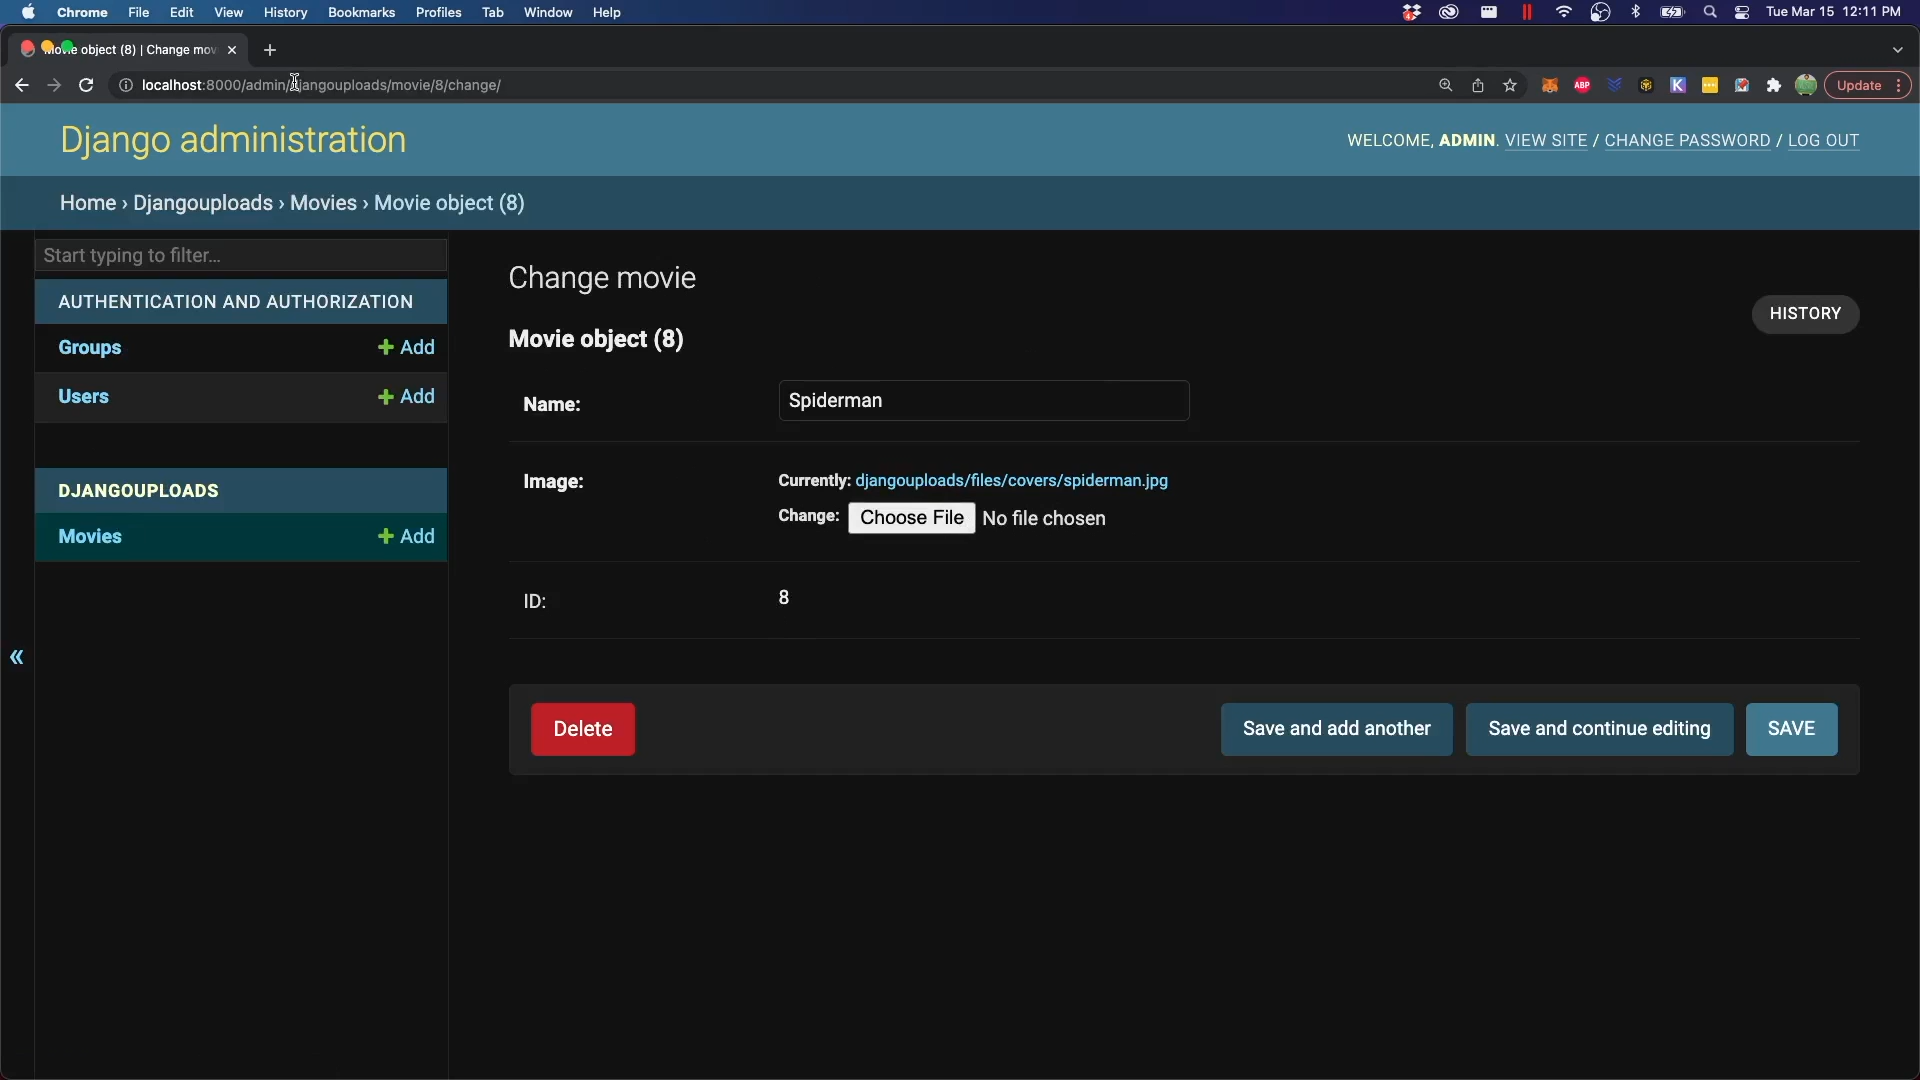 Chrome File Edit View History Bookmarks Profiles Tab Window Help Tue Mar 15 12:11 PM
object (8) | Change mov
localhost:8000/admin/djangouploads/movie/8/change/ ABP K Update
Django administration
WELCOME, ADMIN. VIEW SITE / CHANGE PASSWORD / LOG OUT
Home › Djangouploads › Movies › Movie object (8)
Start typing to filter...
AUTHENTICATION AND AUTHORIZATION
Groups + Add
Users + Add
DJANGOUPLOADS
Movies + Add
«
Change movie
HISTORY
Movie object (8)
Name: Spiderman
Image: Currently: djangouploads/files/covers/spiderman.jpg
Change: Choose File No file chosen
ID: 8
Delete Save and add another Save and continue editing SAVE